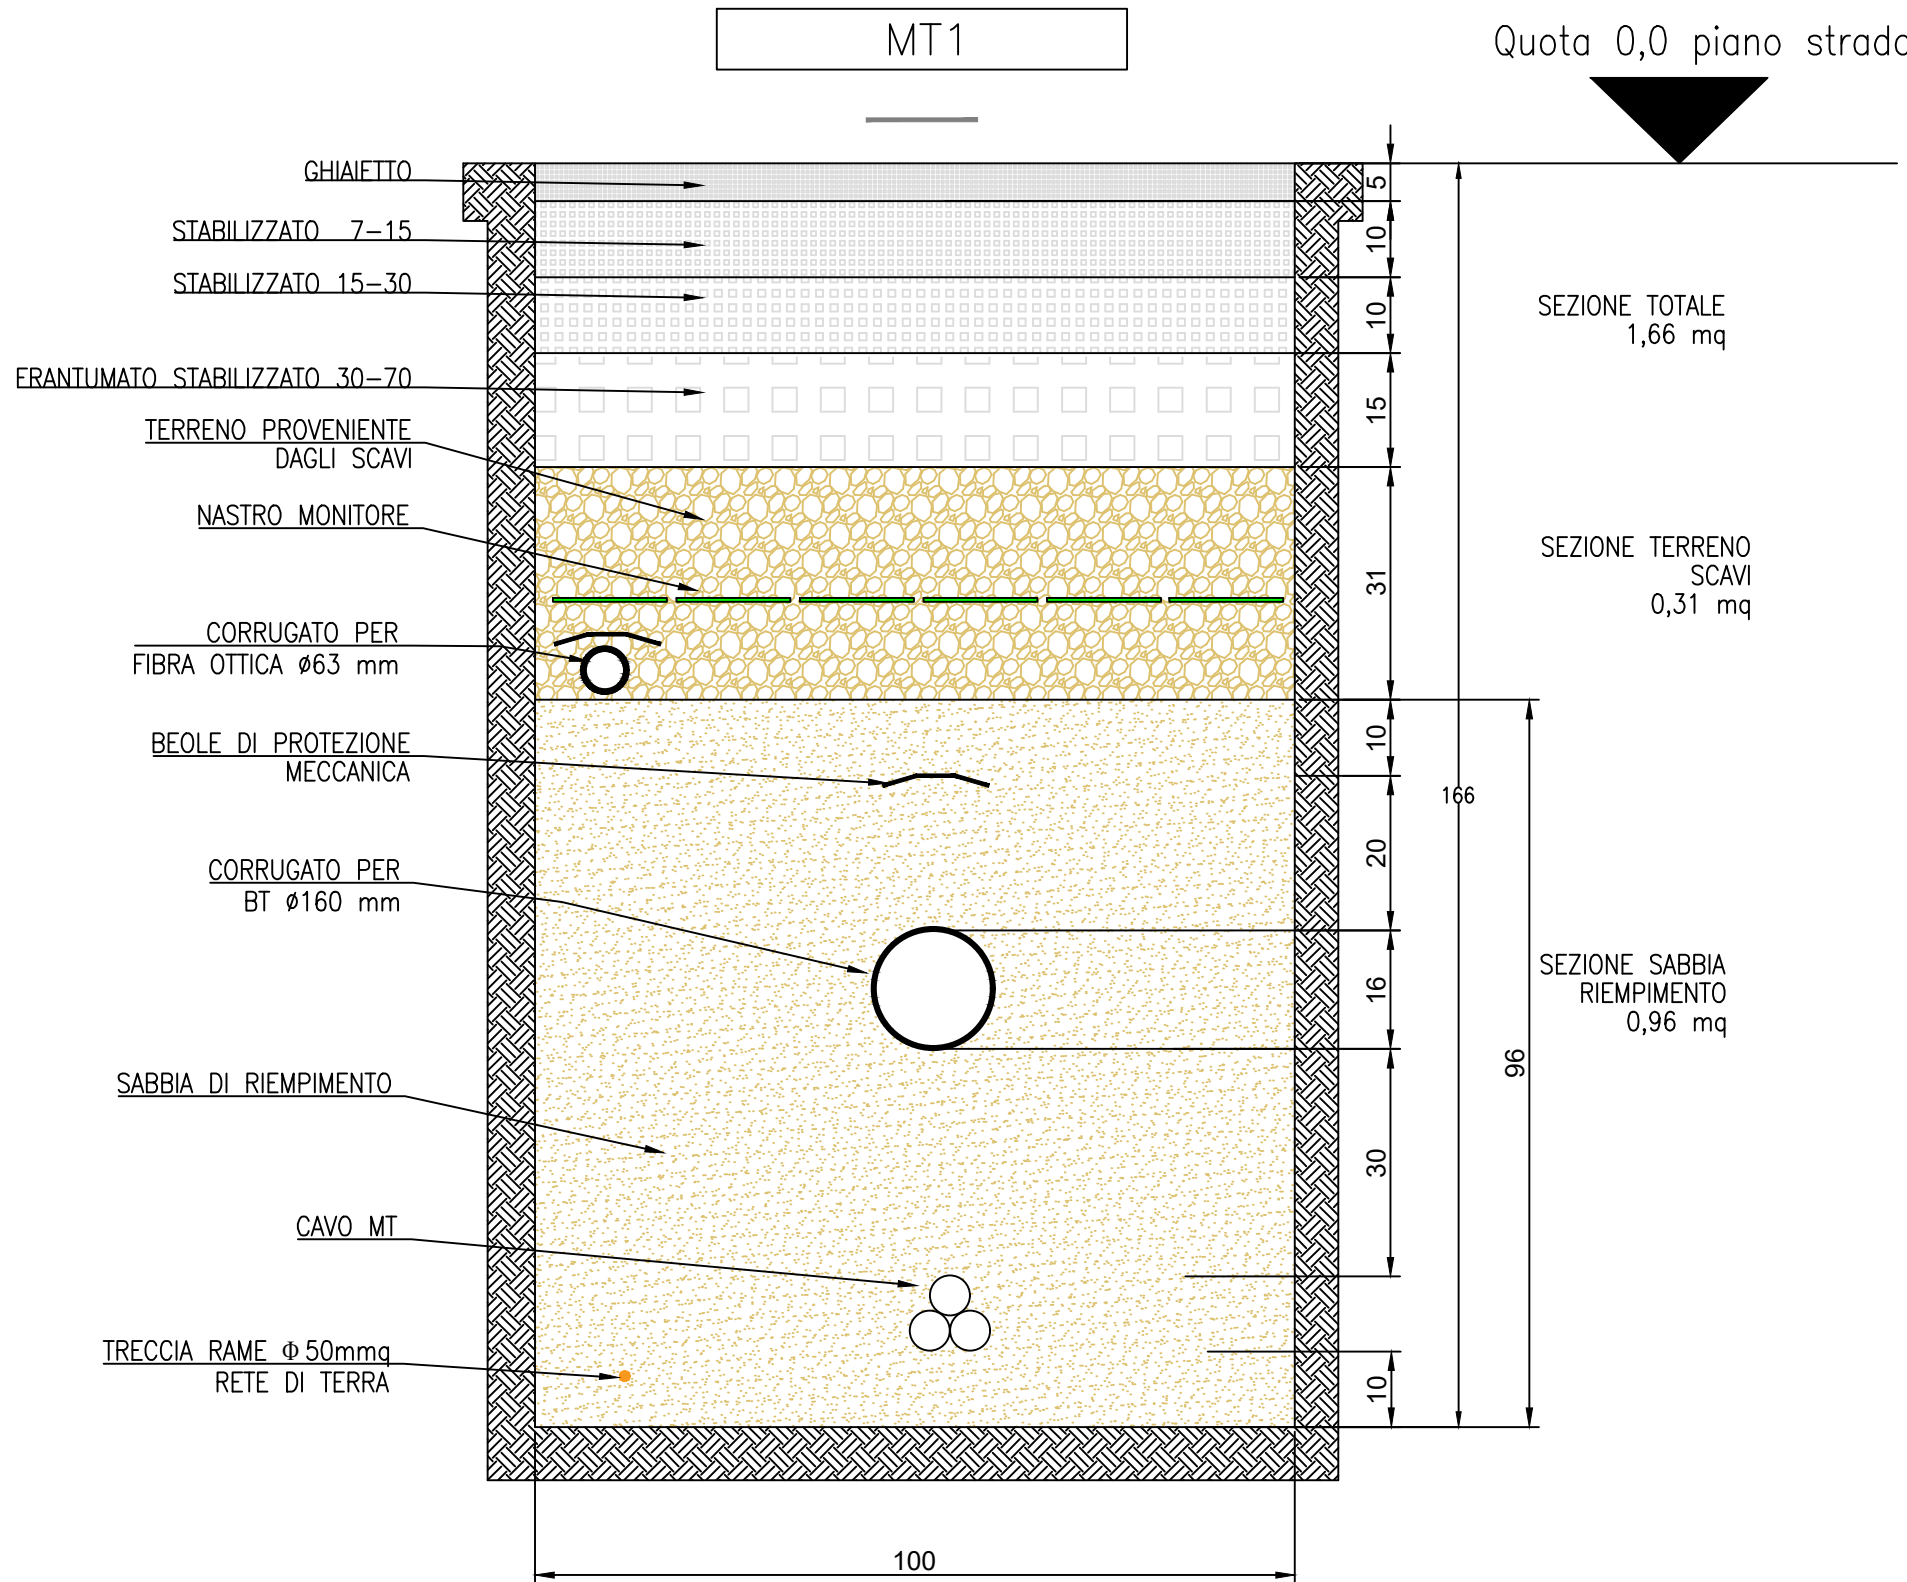 MT1
Quota 0,0 piano strada
GHIAIETTO
STABILIZZATO 7-15
STABILIZZATO 15-30
FRANTUMATO STABILIZZATO 30-70
TERRENO PROVENIENTE
DAGLI SCAVI
NASTRO MONITORE
CORRUGATO PER
FIBRA OTTICA Ø63 mm
BEOLE DI PROTEZIONE
MECCANICA
CORRUGATO PER
BT Ø160 mm
SABBIA DI RIEMPIMENTO
CAVO MT
TRECCIA RAME Φ50mmq
RETE DI TERRA
5
10
10
15
31
10
20
16
30
10
166
96
100
SEZIONE TOTALE
1,66 mq
SEZIONE TERRENO
SCAVI
0,31 mq
SEZIONE SABBIA
RIEMPIMENTO
0,96 mq